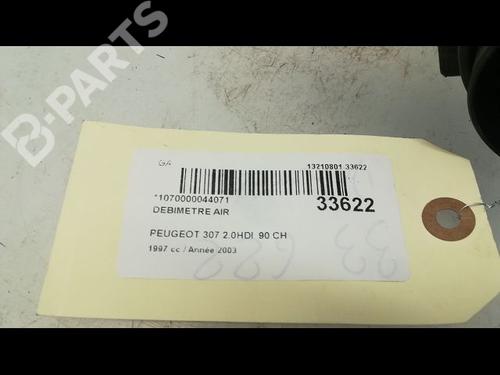 B-PARTS
GA
13210801 33622
*1070000044071
33622
DEBIMETRE AIR
PEUGEOT 307 2.0HDI 90 CH
1997 cc / Année 2003